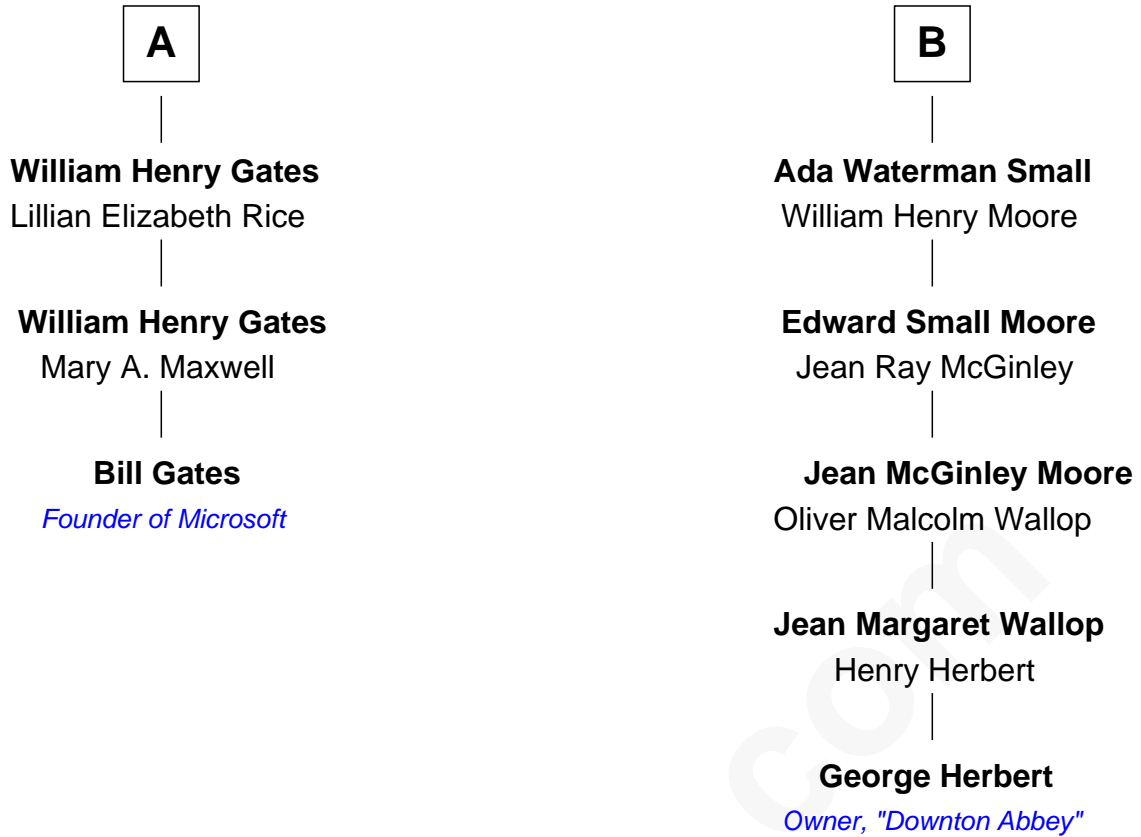 A
William Henry Gates
Lillian Elizabeth Rice
William Henry Gates
Mary A. Maxwell
Bill Gates
Founder of Microsoft
B
Ada Waterman Small
William Henry Moore
Edward Small Moore
Jean Ray McGinley
Jean McGinley Moore
Oliver Malcolm Wallop
Jean Margaret Wallop
Henry Herbert
George Herbert
Owner, "Downton Abbey"
com